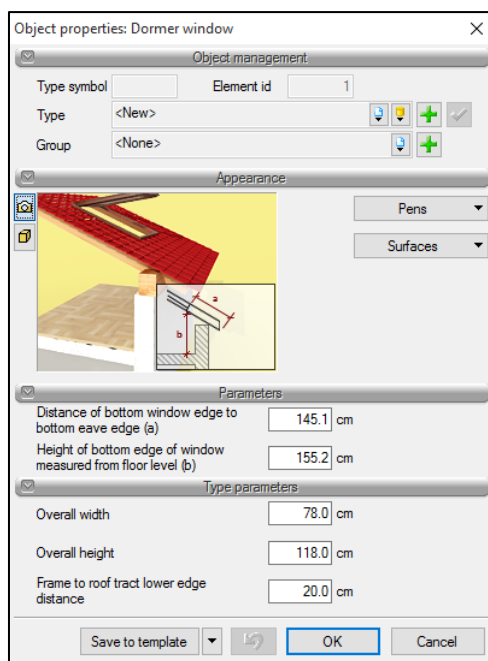 Object properties: Dormer window
Object management
Type symbol Element id 1
Type <New>
Group <None>
Appearance
Pens
Surfaces
a
b
Parameters
Distance of bottom window edge to
bottom eave edge (a) 145.1 cm
Height of bottom edge of window
measured from floor level (b) 155.2 cm
Type parameters
Overall width 78.0 cm
Overall height 118.0 cm
Frame to roof tract lower edge
distance 20.0 cm
Save to template OK Cancel